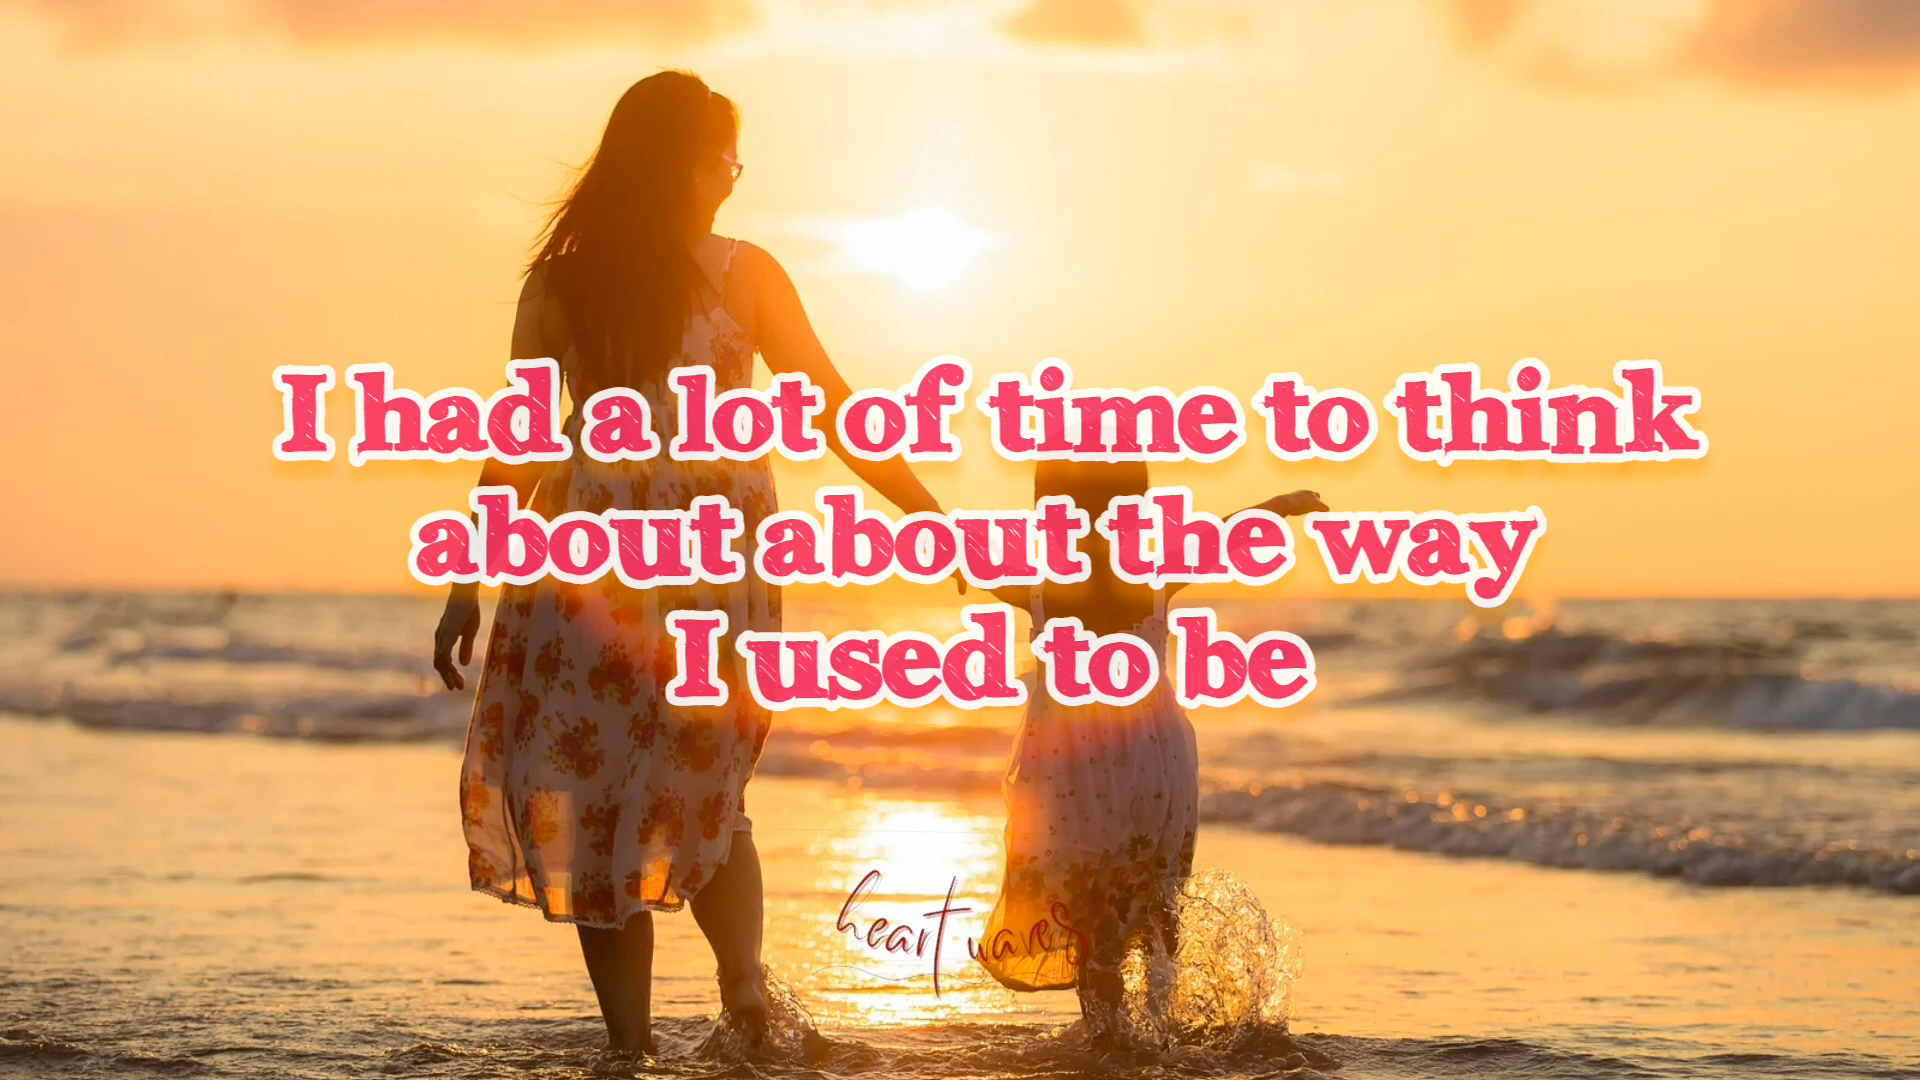 I had a lot of time to think
about about the way
I used to be
heart waves